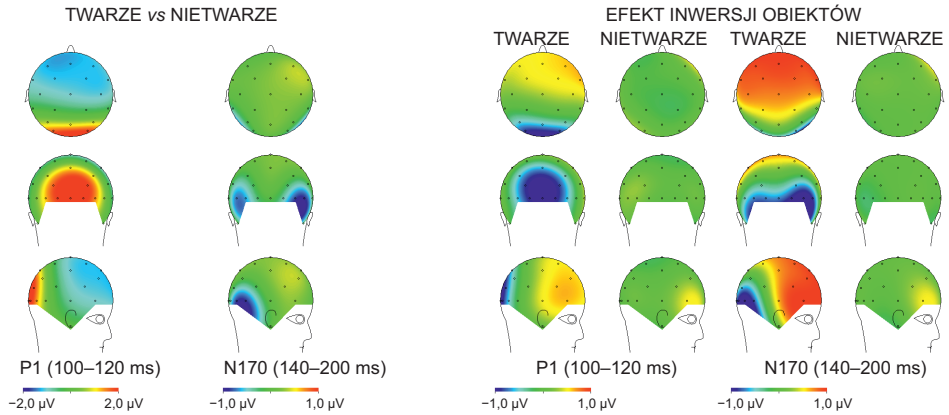 TWARZE vs NIETWARZE
EFEKT INWERSJI OBIEKTÓW
TWARZE NIETWARZE TWARZE NIETWARZE
P1 (100–120 ms) N170 (140–200 ms) P1 (100–120 ms) N170 (140–200 ms)
−2,0 μV 2,0 μV −1,0 μV 1,0 μV −1,0 μV 1,0 μV −1,0 μV 1,0 μV